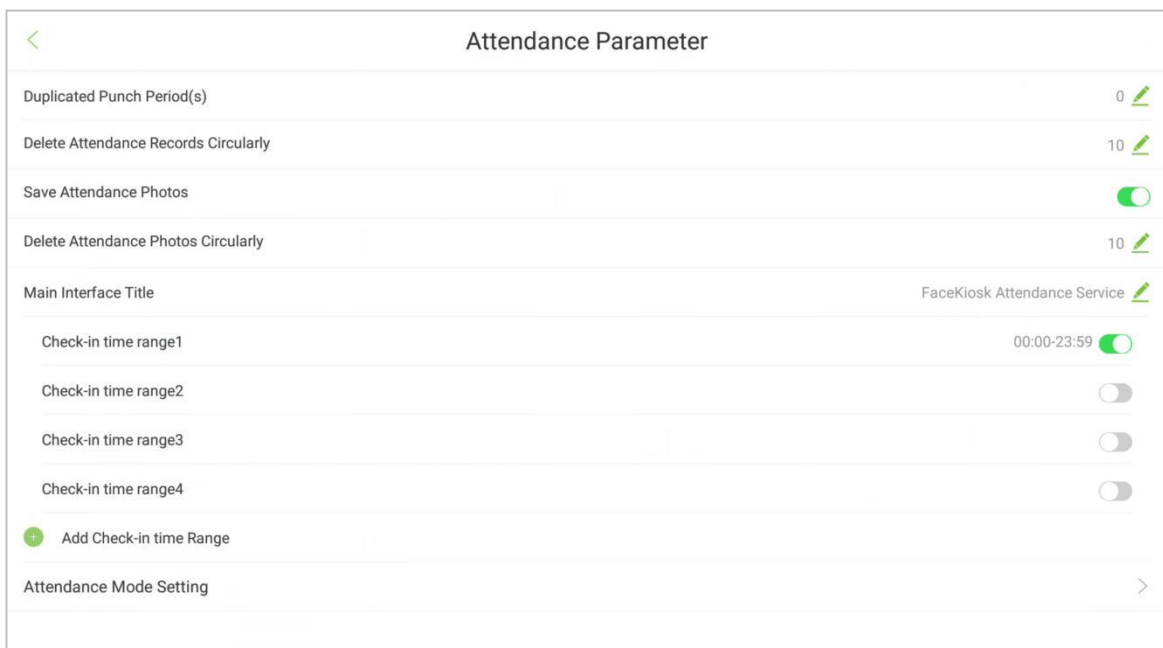 Attendance Parameter
Duplicated Punch Period(s) 0
Delete Attendance Records Circularly 10
Save Attendance Photos
Delete Attendance Photos Circularly 10
Main Interface Title FaceKiosk Attendance Service
Check-in time range1 00:00-23:59
Check-in time range2
Check-in time range3
Check-in time range4
Add Check-in time Range
Attendance Mode Setting